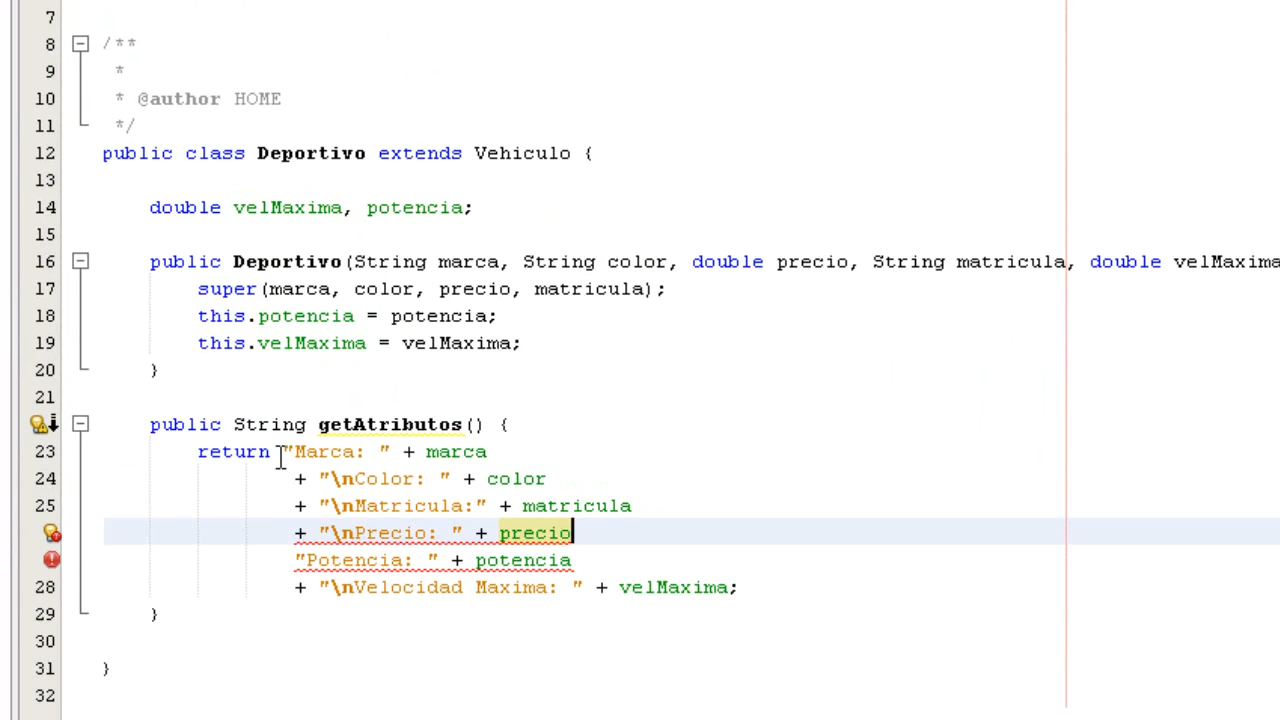 7
8 /**
9 *
10 * @author HOME
11 */
12 public class Deportivo extends Vehiculo {
13
14 double velMaxima, potencia;
15
16 public Deportivo(String marca, String color, double precio, String matricula, double velMaxima
17 super(marca, color, precio, matricula);
18 this.potencia = potencia;
19 this.velMaxima = velMaxima;
20 }
21
public String getAtributos() {
23 return "Marca: " + marca
24 + "\nColor: " + color
25 + "\nMatricula:" + matricula
+ "\nPrecio: " + precio
"Potencia: " + potencia
28 + "\nVelocidad Maxima: " + velMaxima;
29 }
30
31 }
32